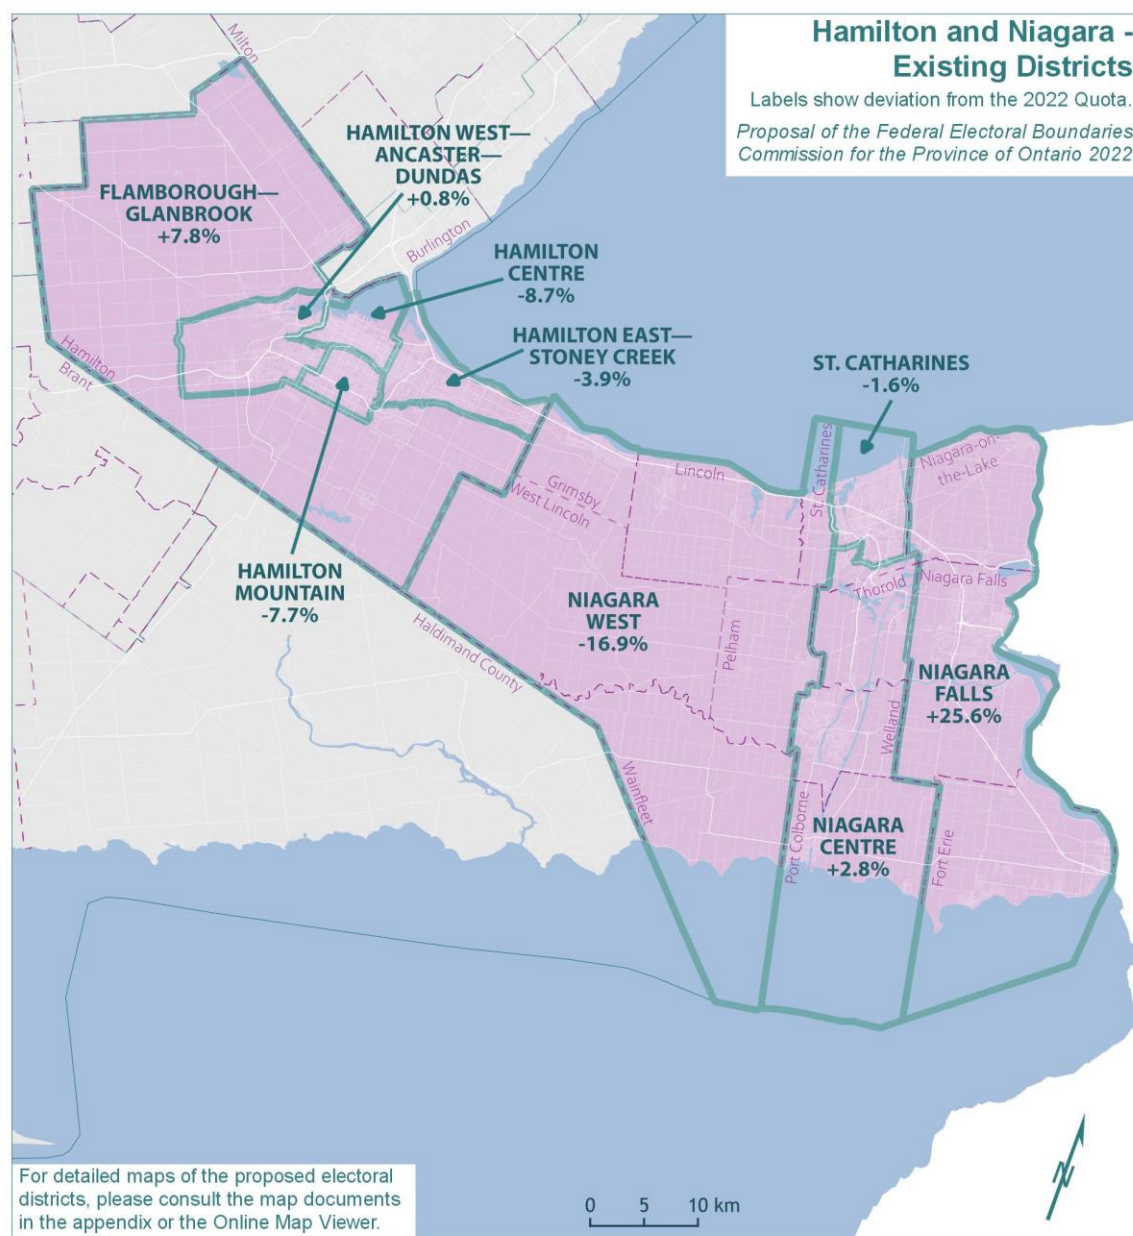 Hamilton and Niagara -
Existing Districts
Labels show deviation from the 2022 Quota.
Proposal of the Federal Electoral Boundaries
Commission for the Province of Ontario 2022
Milton
HAMILTON WEST—
ANCASTER—
DUNDAS
+0.8%
FLAMBOROUGH—
GLANBROOK
+7.8%
Burlington
HAMILTON
CENTRE
-8.7%
HAMILTON EAST—
STONEY CREEK
-3.9%
ST. CATHARINES
-1.6%
Hamilton
Brant
St. Catharines
Niagara-on-
the-Lake
Lincoln
Grimsby
West Lincoln
HAMILTON
MOUNTAIN
-7.7%
Thorold
Niagara Falls
NIAGARA
WEST
-16.9%
Haldimand County
Pelham
NIAGARA
FALLS
+25.6%
Welland
Wainfleet
Port Colborne
NIAGARA
CENTRE
+2.8%
Fort Erie
For detailed maps of the proposed electoral
districts, please consult the map documents
in the appendix or the Online Map Viewer.
0 5 10 km
N